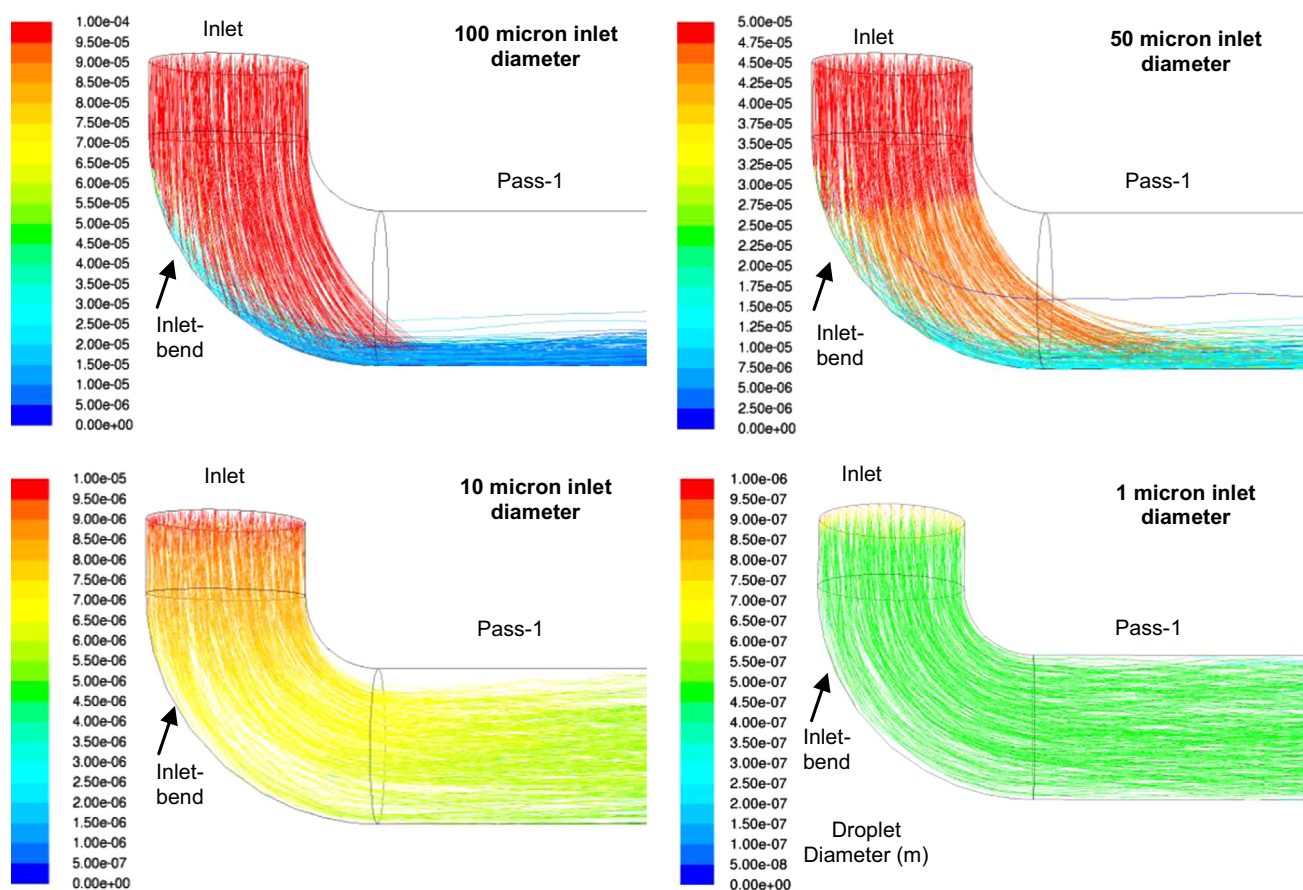 1.00e-04
9.50e-05
9.00e-05
8.50e-05
8.00e-05
7.50e-05
7.00e-05
6.50e-05
6.00e-05
5.50e-05
5.00e-05
4.50e-05
4.00e-05
3.50e-05
3.00e-05
2.50e-05
2.00e-05
1.50e-05
1.00e-05
5.00e-06
0.00e+00
Inlet
100 micron inlet
diameter
Pass-1
Inlet-
bend
5.00e-05
4.75e-05
4.50e-05
4.25e-05
4.00e-05
3.75e-05
3.50e-05
3.25e-05
3.00e-05
2.75e-05
2.50e-05
2.25e-05
2.00e-05
1.75e-05
1.50e-05
1.25e-05
1.00e-05
7.50e-06
5.00e-06
2.50e-06
0.00e+00
Inlet
50 micron inlet
diameter
Pass-1
Inlet-
bend
1.00e-05
9.50e-06
9.00e-06
8.50e-06
8.00e-06
7.50e-06
7.00e-06
6.50e-06
6.00e-06
5.50e-06
5.00e-06
4.50e-06
4.00e-06
3.50e-06
3.00e-06
2.50e-06
2.00e-06
1.50e-06
1.00e-06
5.00e-07
0.00e+00
Inlet
10 micron inlet
diameter
Pass-1
Inlet-
bend
1.00e-06
9.50e-07
9.00e-07
8.50e-07
8.00e-07
7.50e-07
7.00e-07
6.50e-07
6.00e-07
5.50e-07
5.00e-07
4.50e-07
4.00e-07
3.50e-07
3.00e-07
2.50e-07
2.00e-07
1.50e-07
1.00e-07
5.00e-08
0.00e+00
Inlet
1 micron inlet
diameter
Pass-1
Inlet-
bend
Droplet
Diameter (m)